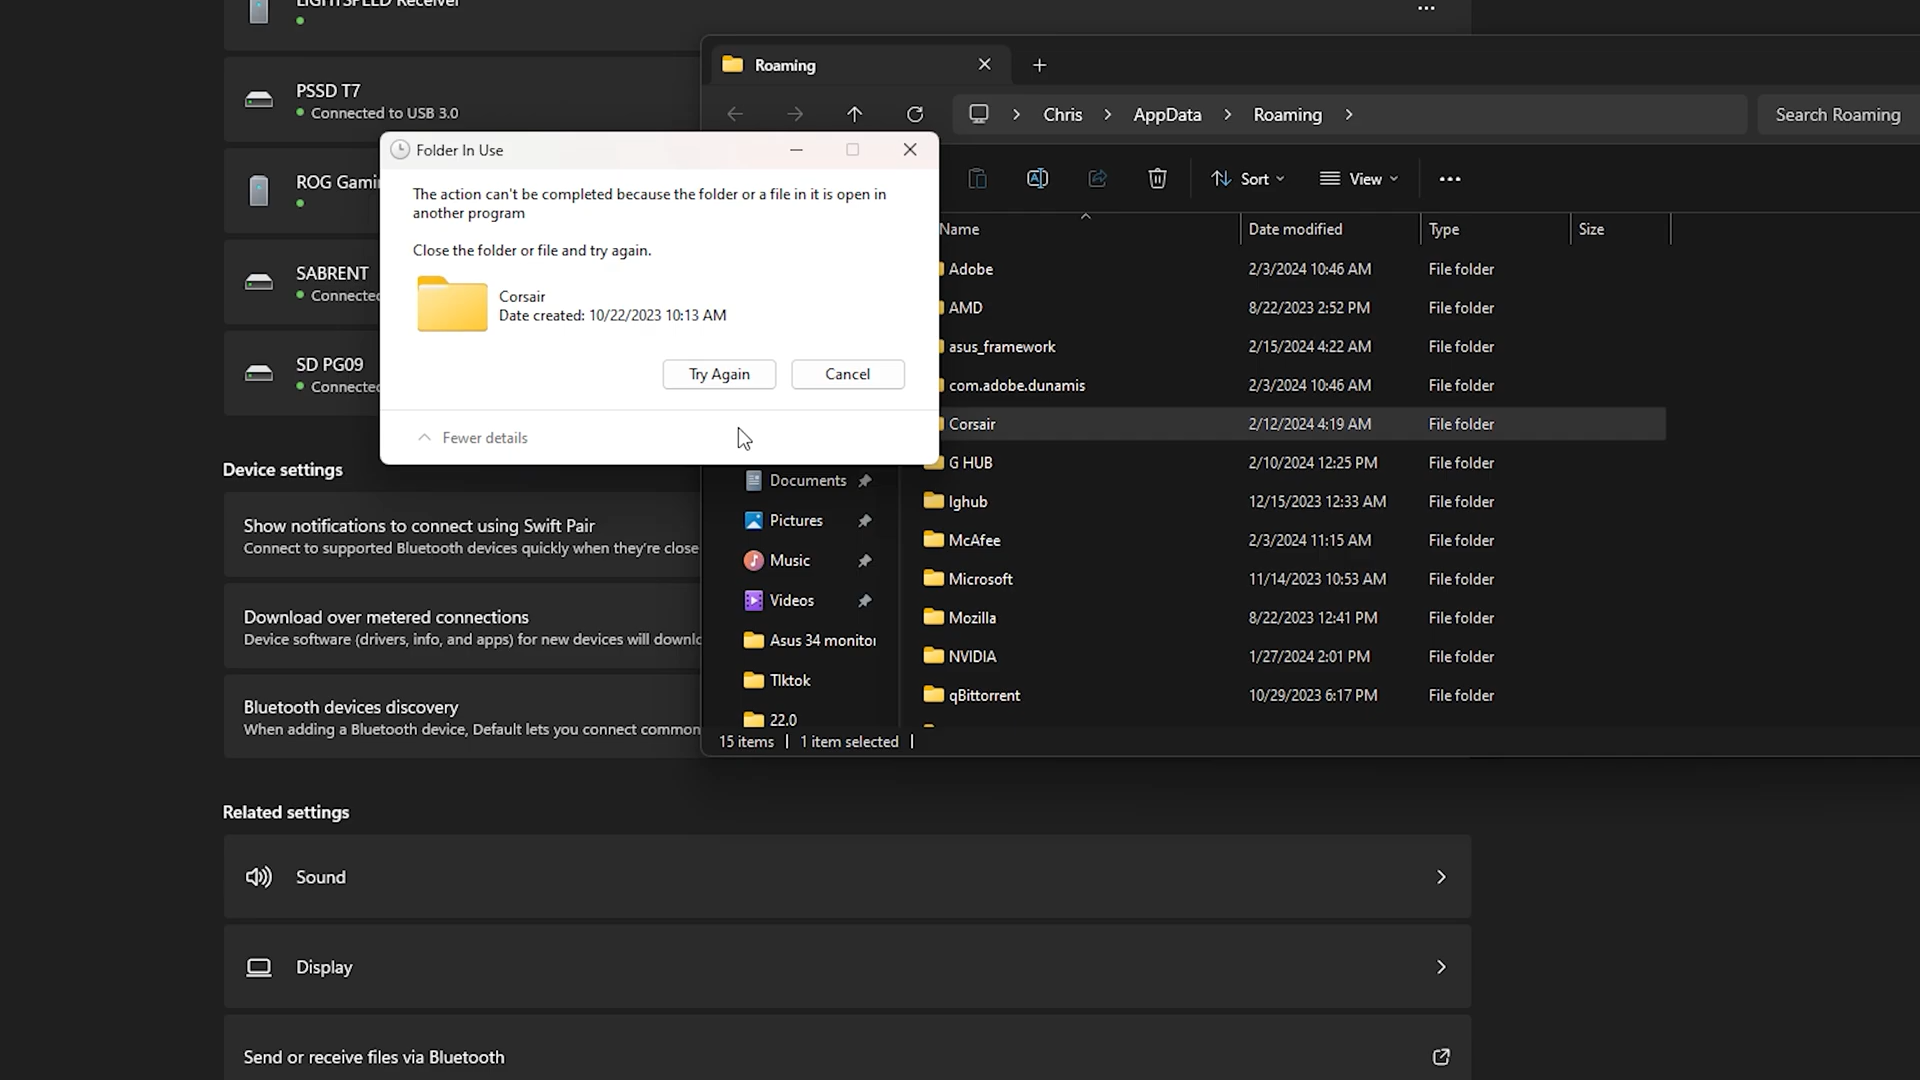 LIGHTSPEED Receiver
PSSD T7
Connected to USB 3.0
ROG Gami
SABRENT
Connected
SD PG09
Connected
Device settings
Show notifications to connect using Swift Pair
Connect to supported Bluetooth devices quickly when they're close
Download over metered connections
Device software (drivers, info, and apps) for new devices will downlo
Bluetooth devices discovery
When adding a Bluetooth device, Default lets you connect common
Related settings
Sound
Display
Send or receive files via Bluetooth
Folder In Use
The action can't be completed because the folder or a file in it is open in
another program
Close the folder or file and try again.
Corsair
Date created: 10/22/2023 10:13 AM
Try Again
Cancel
Fewer details
Roaming
Chris > AppData > Roaming >
Search Roaming
Sort
View
Name Date modified Type Size
Adobe 2/3/2024 10:46 AM File folder
AMD 8/22/2023 2:52 PM File folder
asus_framework 2/15/2024 4:22 AM File folder
com.adobe.dunamis 2/3/2024 10:46 AM File folder
Corsair 2/12/2024 4:19 AM File folder
G HUB 2/10/2024 12:25 PM File folder
lghub 12/15/2023 12:33 AM File folder
McAfee 2/3/2024 11:15 AM File folder
Microsoft 11/14/2023 10:53 AM File folder
Mozilla 8/22/2023 12:41 PM File folder
NVIDIA 1/27/2024 2:01 PM File folder
qBittorrent 10/29/2023 6:17 PM File folder
Documents
Pictures
Music
Videos
Asus 34 monitor
TIktok
22.0
15 items | 1 item selected |